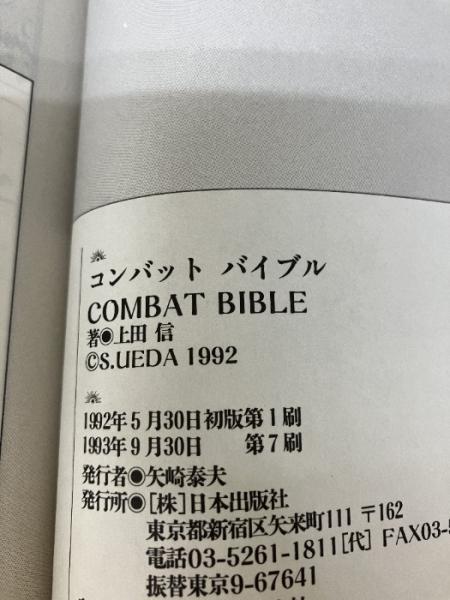 コンバット バイブル
COMBAT BIBLE
著◉上田 信
©S.UEDA 1992
1992年5月30日初版第1刷
1993年9月30日 第7刷
発行者◉矢崎泰夫
発行所◉[株]日本出版社
東京都新宿区矢来町111 〒162
電話03-5261-1811[代] FAX03-5
振替東京9-67641